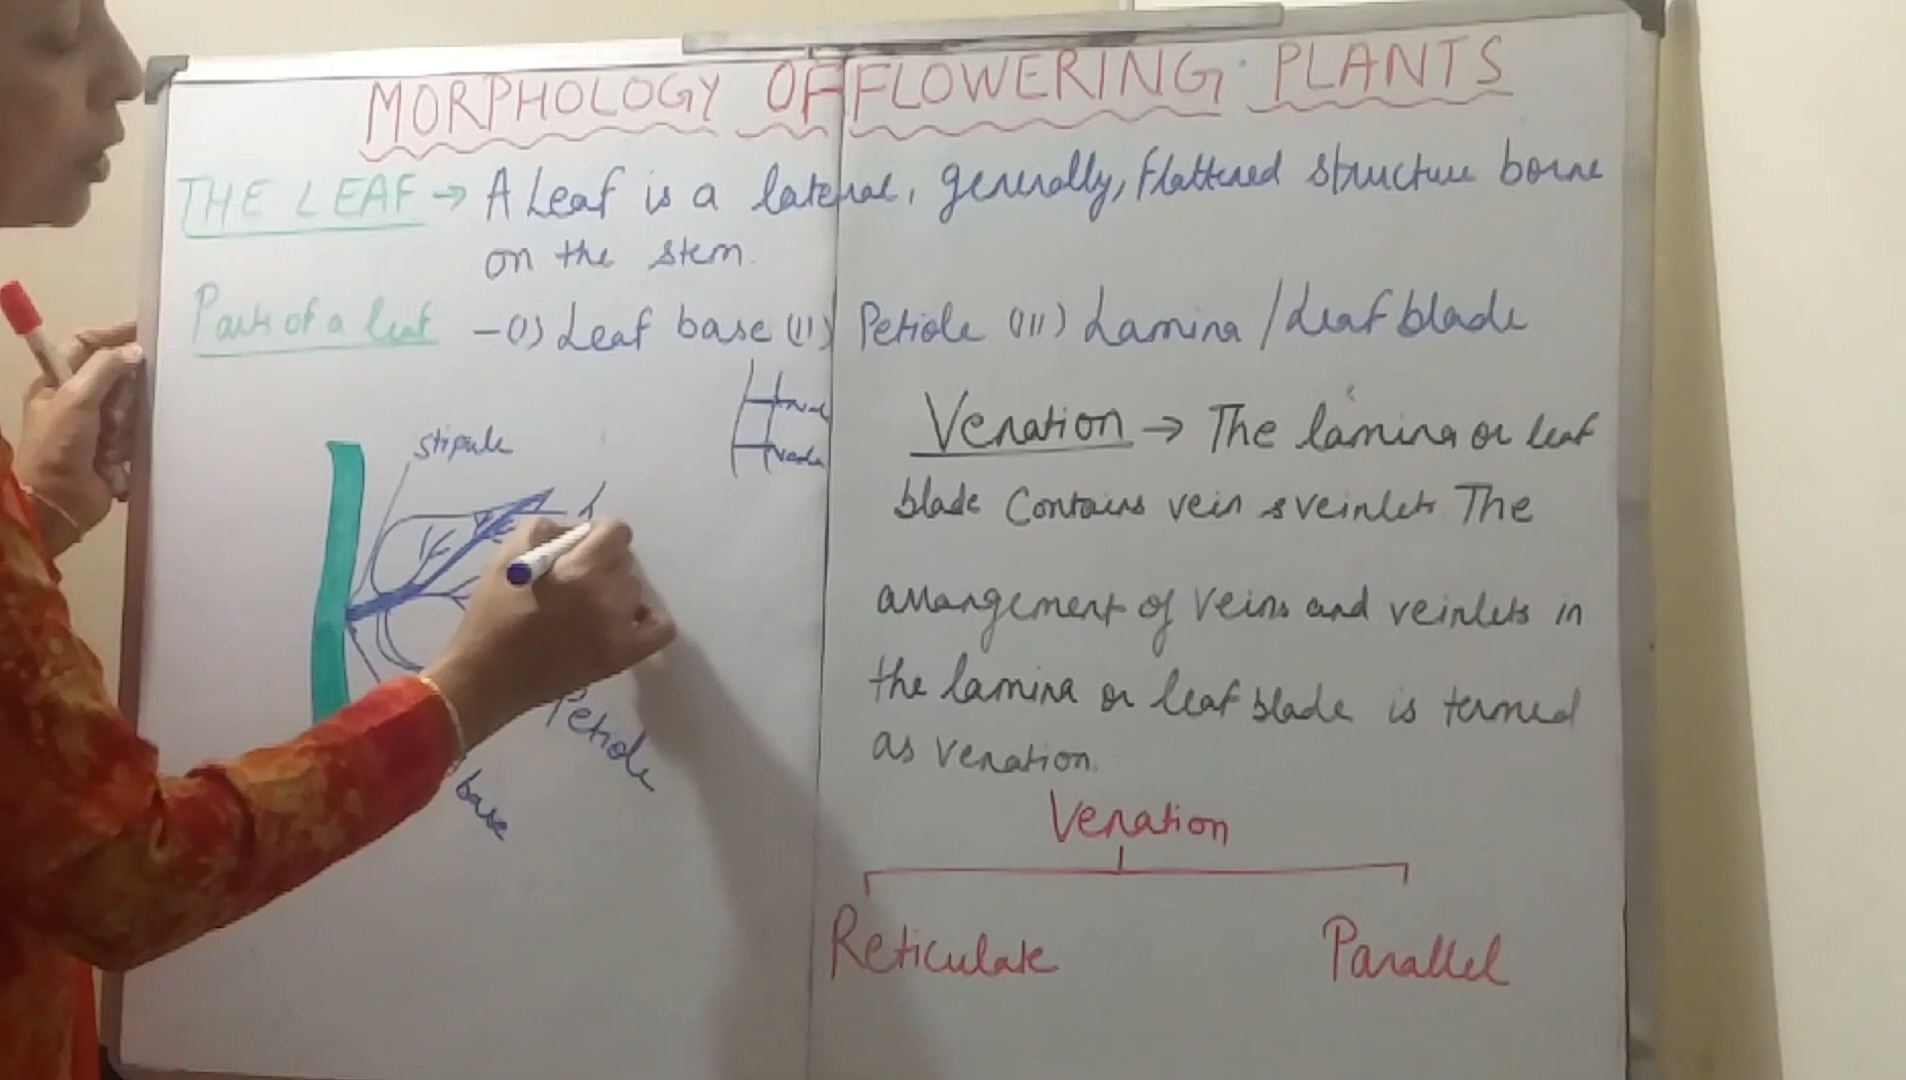 MORPHOLOGY OF FLOWERING PLANTS
THE LEAF → A Leaf is a lateral, generally, flattened structure borne
on the stem.
Parts of a leaf - (i) Leaf base (ii) Petiole (iii) Lamina / Leaf blade
node
node
stipule
Petiole
base
Venation → The lamina or leaf
blade contains vein & veinlets The
arrangement of veins and veinlets in
the lamina or leaf blade is termed
as venation.
Venation
Reticulate Parallel